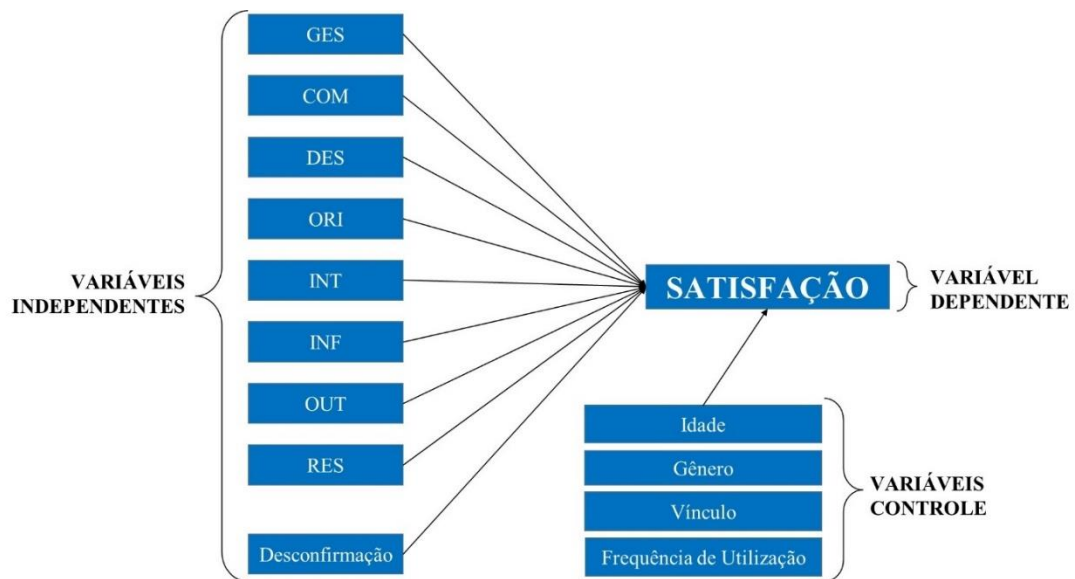 GES
COM
DES
ORI
INT
INF
OUT
RES
Desconfirmação
VARIÁVEIS
INDEPENDENTES
SATISFAÇÃO
VARIÁVEL
DEPENDENTE
Idade
Gênero
Vínculo
Frequência de Utilização
VARIÁVEIS
CONTROLE